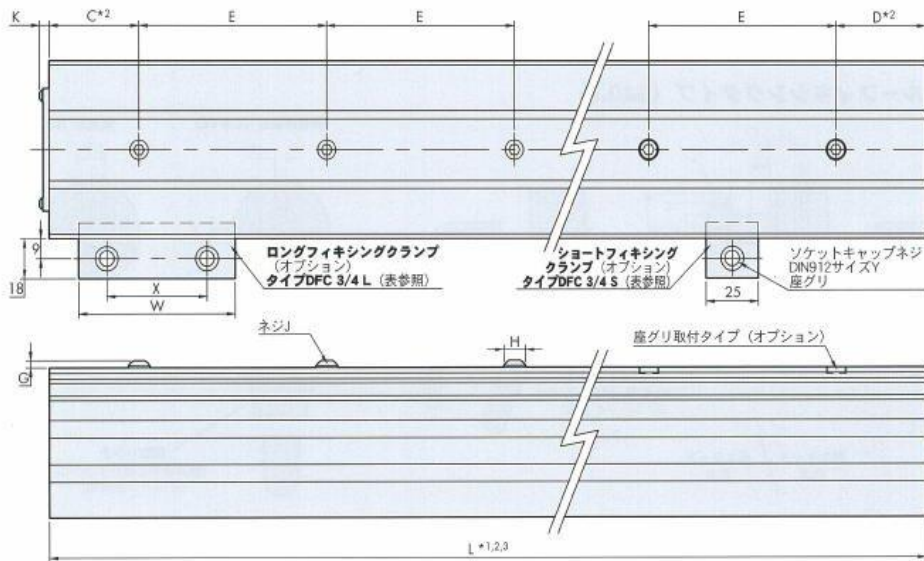 K
C*2
E
E
E
D*2
9
18
X
W
ロングフィキシングクランプ
(オプション)
タイプDFC 3/4 L (表参照)
ショートフィキシング
クランプ (オプション)
タイプDFC 3/4 S (表参照)
25
ソケットキャップネジ
DIN912サイズY
座グリ
G
ネジJ
H
座グリ取付タイプ (オプション)
L*1,2,3